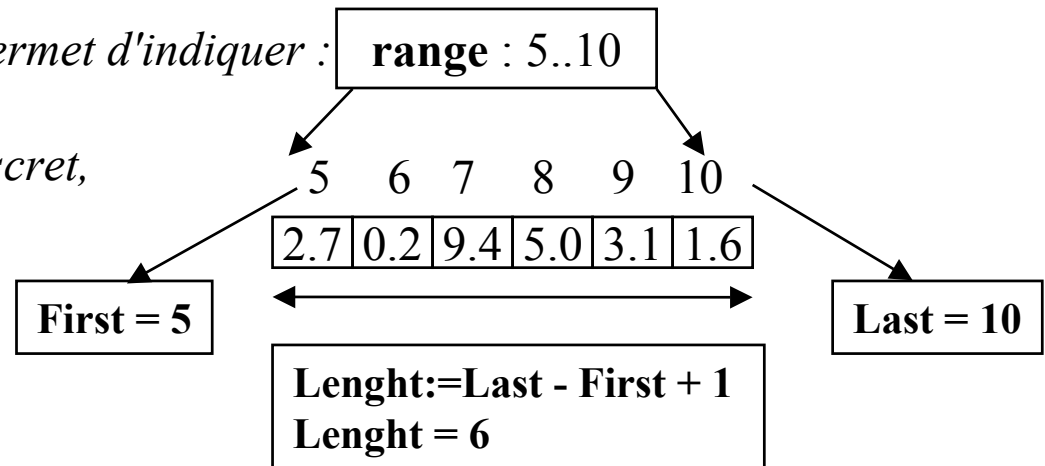 ermet d'indiquer : range : 5..10
cret,
5 6 7 8 9 10
2.7 0.2 9.4 5.0 3.1 1.6
First = 5
Last = 10
Lenght:=Last - First + 1
Lenght = 6